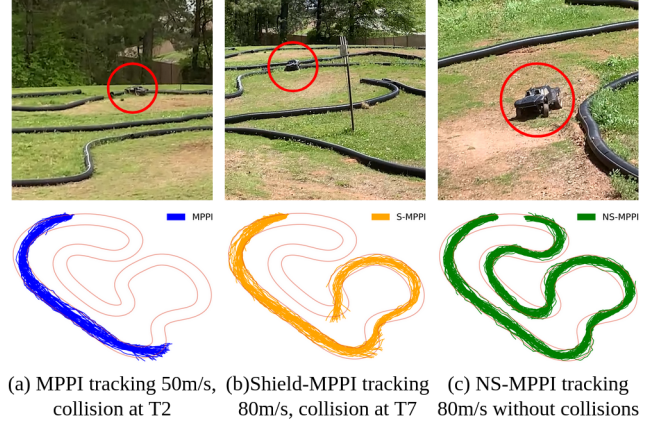 MPPI
S-MPPI
NS-MPPI
(a) MPPI tracking 50m/s,
collision at T2
(b)Shield-MPPI tracking
80m/s, collision at T7
(c) NS-MPPI tracking
80m/s without collisions